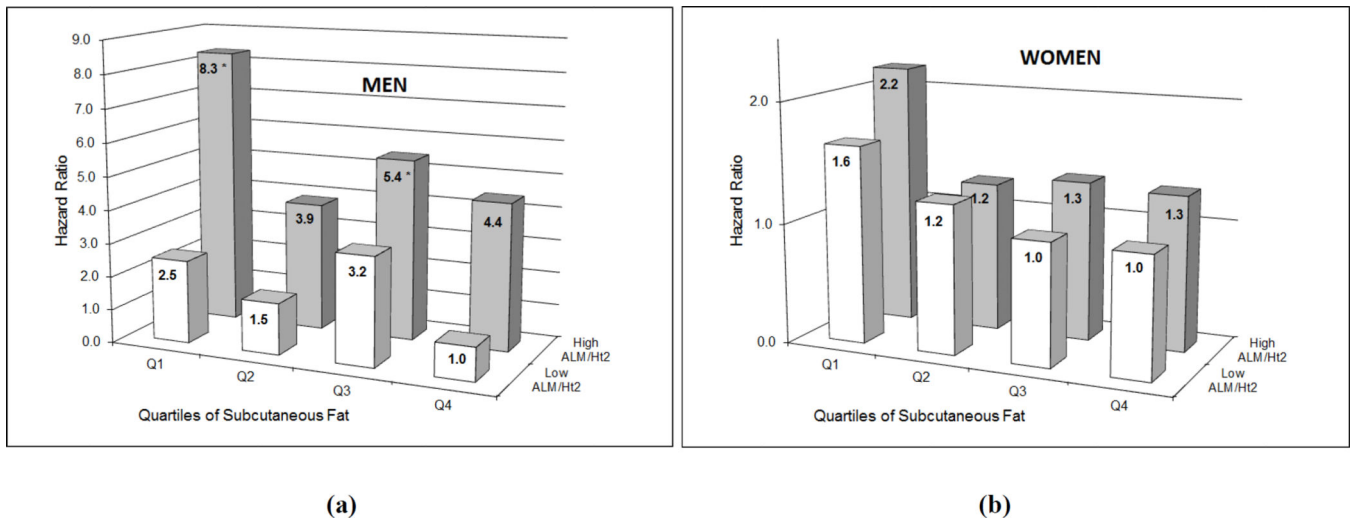 MEN
Hazard Ratio
9.0
8.0
7.0
6.0
5.0
4.0
3.0
2.0
1.0
0.0
8.3 *
3.9
5.4 *
4.4
2.5
1.5
3.2
1.0
Q1
Q2
Q3
Q4
High
ALM/Ht2
Low
ALM/Ht2
Quartiles of Subcutaneous Fat
(a)
WOMEN
Hazard Ratio
2.0
1.0
0.0
2.2
1.2
1.3
1.3
1.6
1.2
1.0
1.0
Q1
Q2
Q3
Q4
High
ALM/Ht2
Low
ALM/Ht2
Quartiles of Subcutaneous Fat
(b)